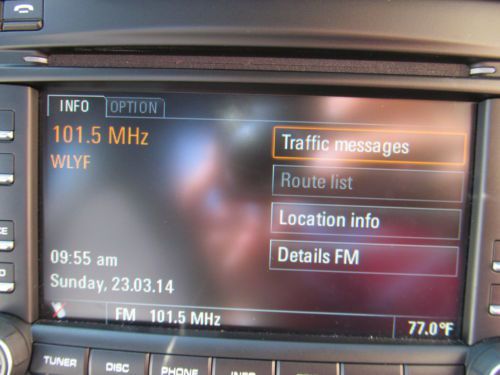 INFO OPTION
101.5 MHz
WLYF
Traffic messages
Route list
Location info
Details FM
09:55 am
Sunday, 23.03.14
FM 101.5 MHz
77.0°F
TUNER DISC PHONE INFO